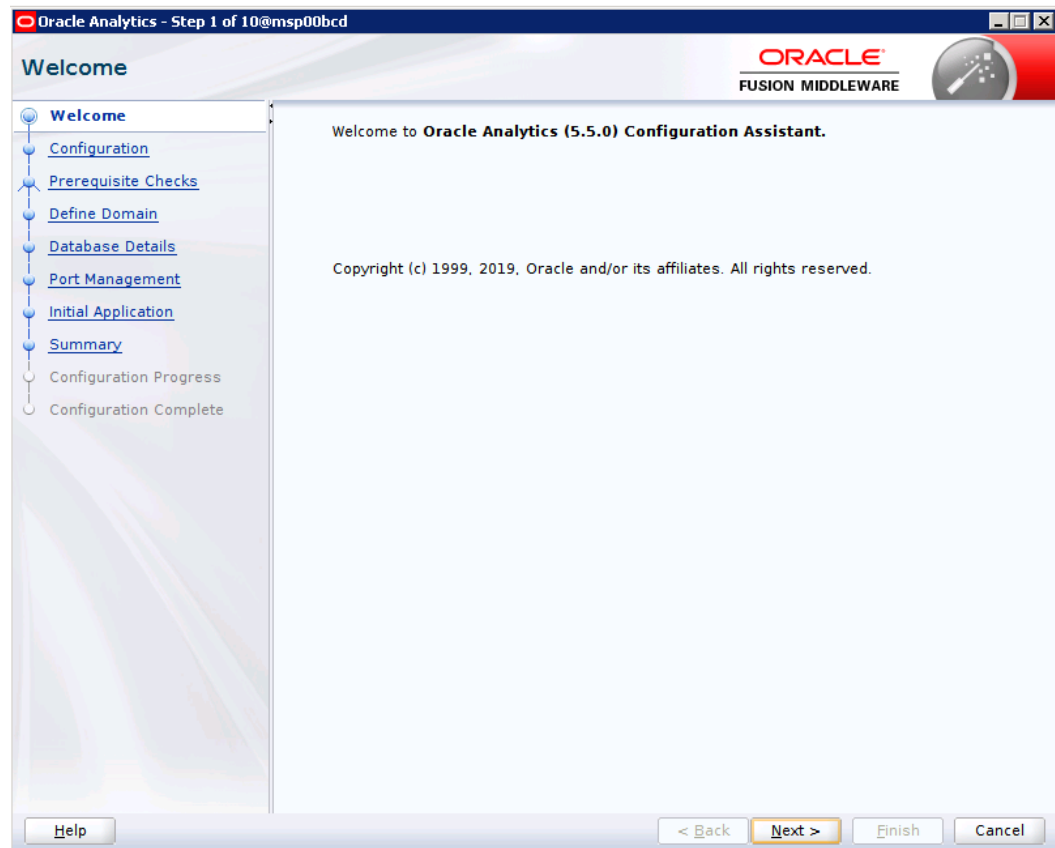 Oracle Analytics - Step 1 of 10@msp00bcd
Welcome
ORACLE
FUSION MIDDLEWARE
Welcome
Configuration
Prerequisite Checks
Define Domain
Database Details
Port Management
Initial Application
Summary
Configuration Progress
Configuration Complete
Welcome to Oracle Analytics (5.5.0) Configuration Assistant.
Copyright (c) 1999, 2019, Oracle and/or its affiliates. All rights reserved.
Help
< Back
Next >
Finish
Cancel